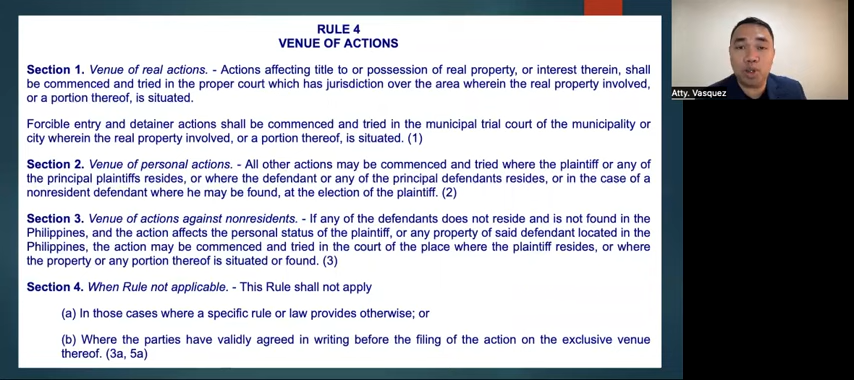 RULE 4
VENUE OF ACTIONS
Section 1. Venue of real actions. - Actions affecting title to or possession of real property, or interest therein, shall
be commenced and tried in the proper court which has jurisdiction over the area wherein the real property involved,
or a portion thereof, is situated.
Forcible entry and detainer actions shall be commenced and tried in the municipal trial court of the municipality or
city wherein the real property involved, or a portion thereof, is situated. (1)
Section 2. Venue of personal actions. - All other actions may be commenced and tried where the plaintiff or any of
the principal plaintiffs resides, or where the defendant or any of the principal defendants resides, or in the case of a
nonresident defendant where he may be found, at the election of the plaintiff. (2)
Section 3. Venue of actions against nonresidents. - If any of the defendants does not reside and is not found in the
Philippines, and the action affects the personal status of the plaintiff, or any property of said defendant located in the
Philippines, the action may be commenced and tried in the court of the place where the plaintiff resides, or where
the property or any portion thereof is situated or found. (3)
Section 4. When Rule not applicable. - This Rule shall not apply
(a) In those cases where a specific rule or law provides otherwise; or
(b) Where the parties have validly agreed in writing before the filing of the action on the exclusive venue
thereof. (3a, 5a)
Atty. Vasquez